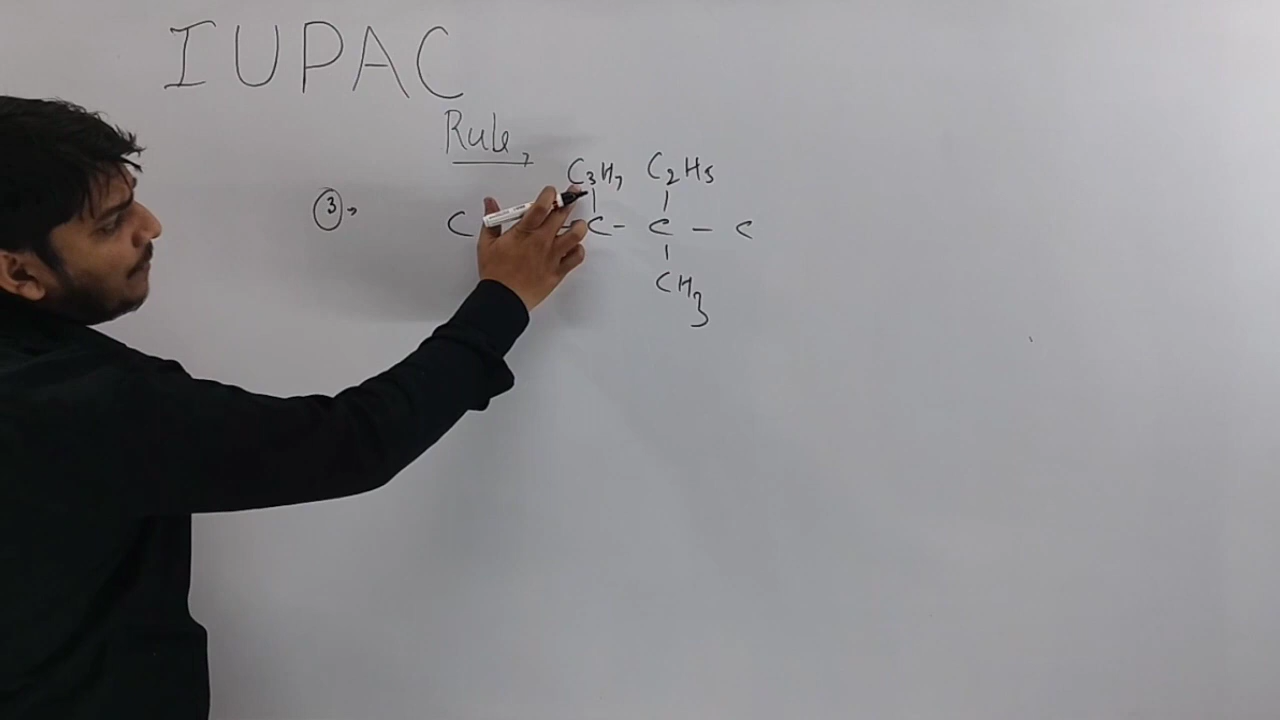 IUPAC
Rule,
C3H7 C2H5
③→ C - C - C - C
CH3